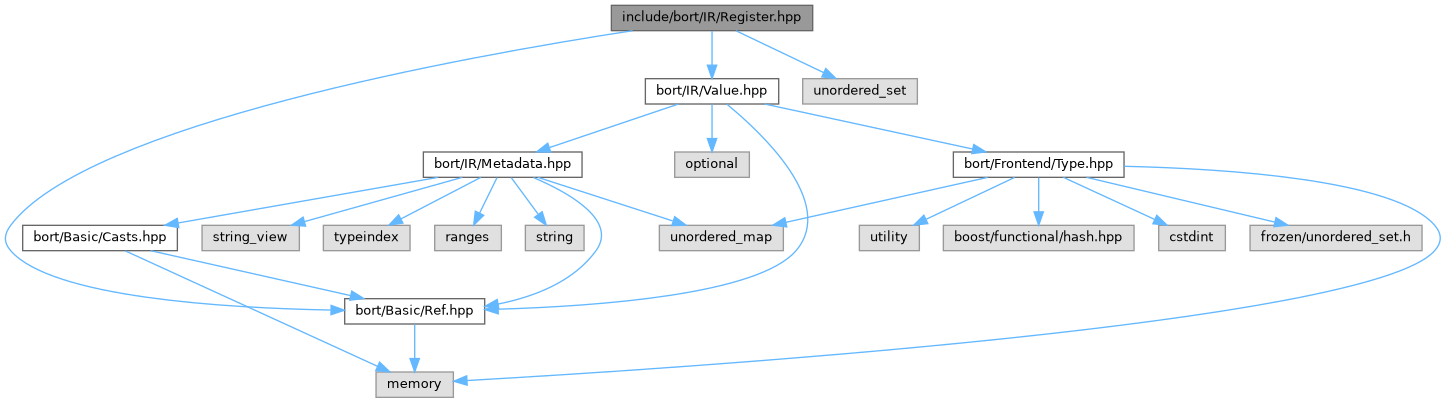 include/bort/IR/Register.hpp
bort/IR/Value.hpp
unordered_set
bort/IR/Metadata.hpp
optional
bort/Frontend/Type.hpp
bort/Basic/Casts.hpp
string_view
typeindex
ranges
string
unordered_map
utility
boost/functional/hash.hpp
cstdint
frozen/unordered_set.h
bort/Basic/Ref.hpp
memory